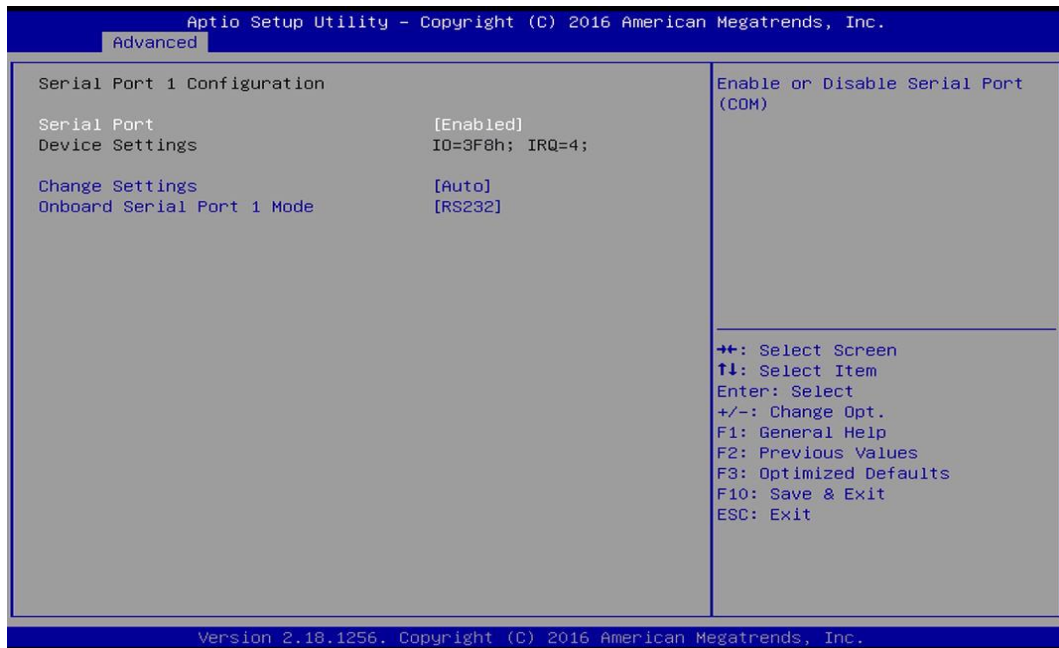 Aptio Setup Utility – Copyright (C) 2016 American Megatrends, Inc.
Advanced
Serial Port 1 Configuration
Serial Port [Enabled]
Device Settings IO=3F8h; IRQ=4;
Change Settings [Auto]
Onboard Serial Port 1 Mode [RS232]
Enable or Disable Serial Port
(COM)
→←: Select Screen
↑↓: Select Item
Enter: Select
+/-: Change Opt.
F1: General Help
F2: Previous Values
F3: Optimized Defaults
F10: Save & Exit
ESC: Exit
Version 2.18.1256. Copyright (C) 2016 American Megatrends, Inc.